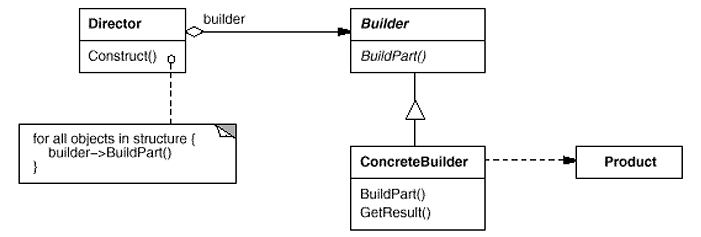 Director
Construct()
builder
Builder
BuildPart()
for all objects in structure {
builder->BuildPart()
}
ConcreteBuilder
BuildPart()
GetResult()
Product